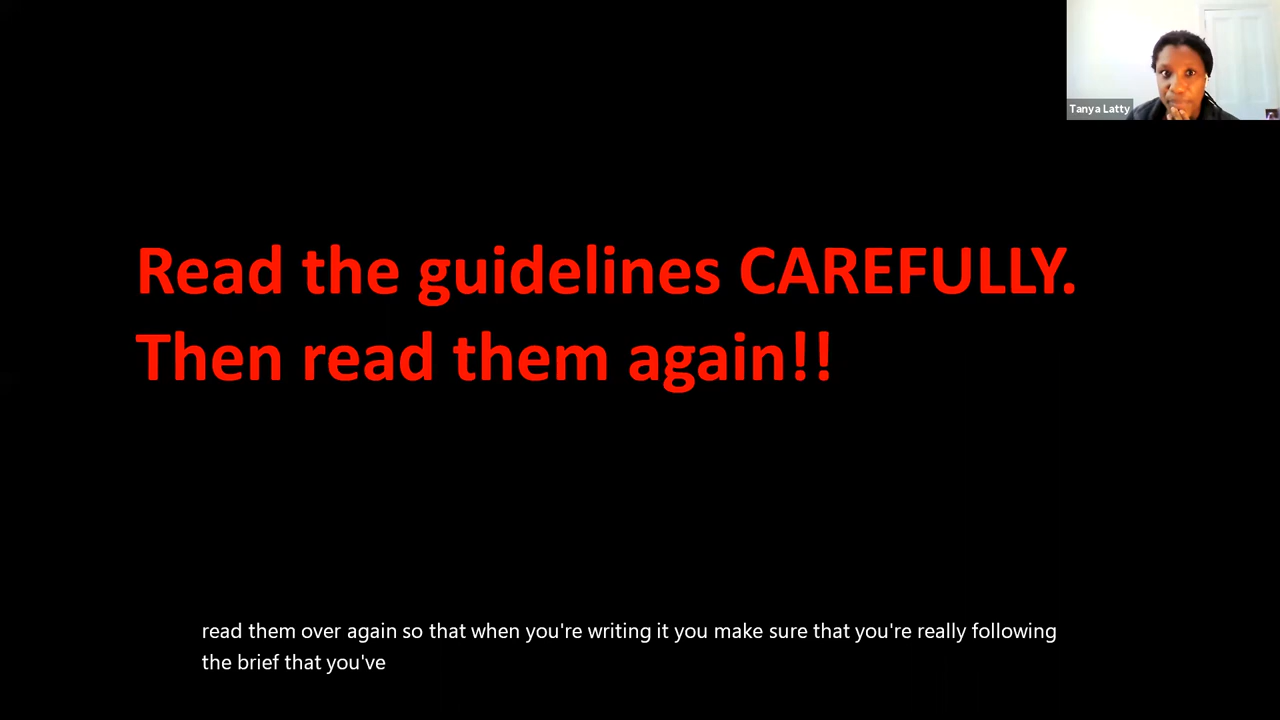 Tanya Latty
Read the guidelines CAREFULLY.
Then read them again!!
read them over again so that when you're writing it you make sure that you're really following
the brief that you've